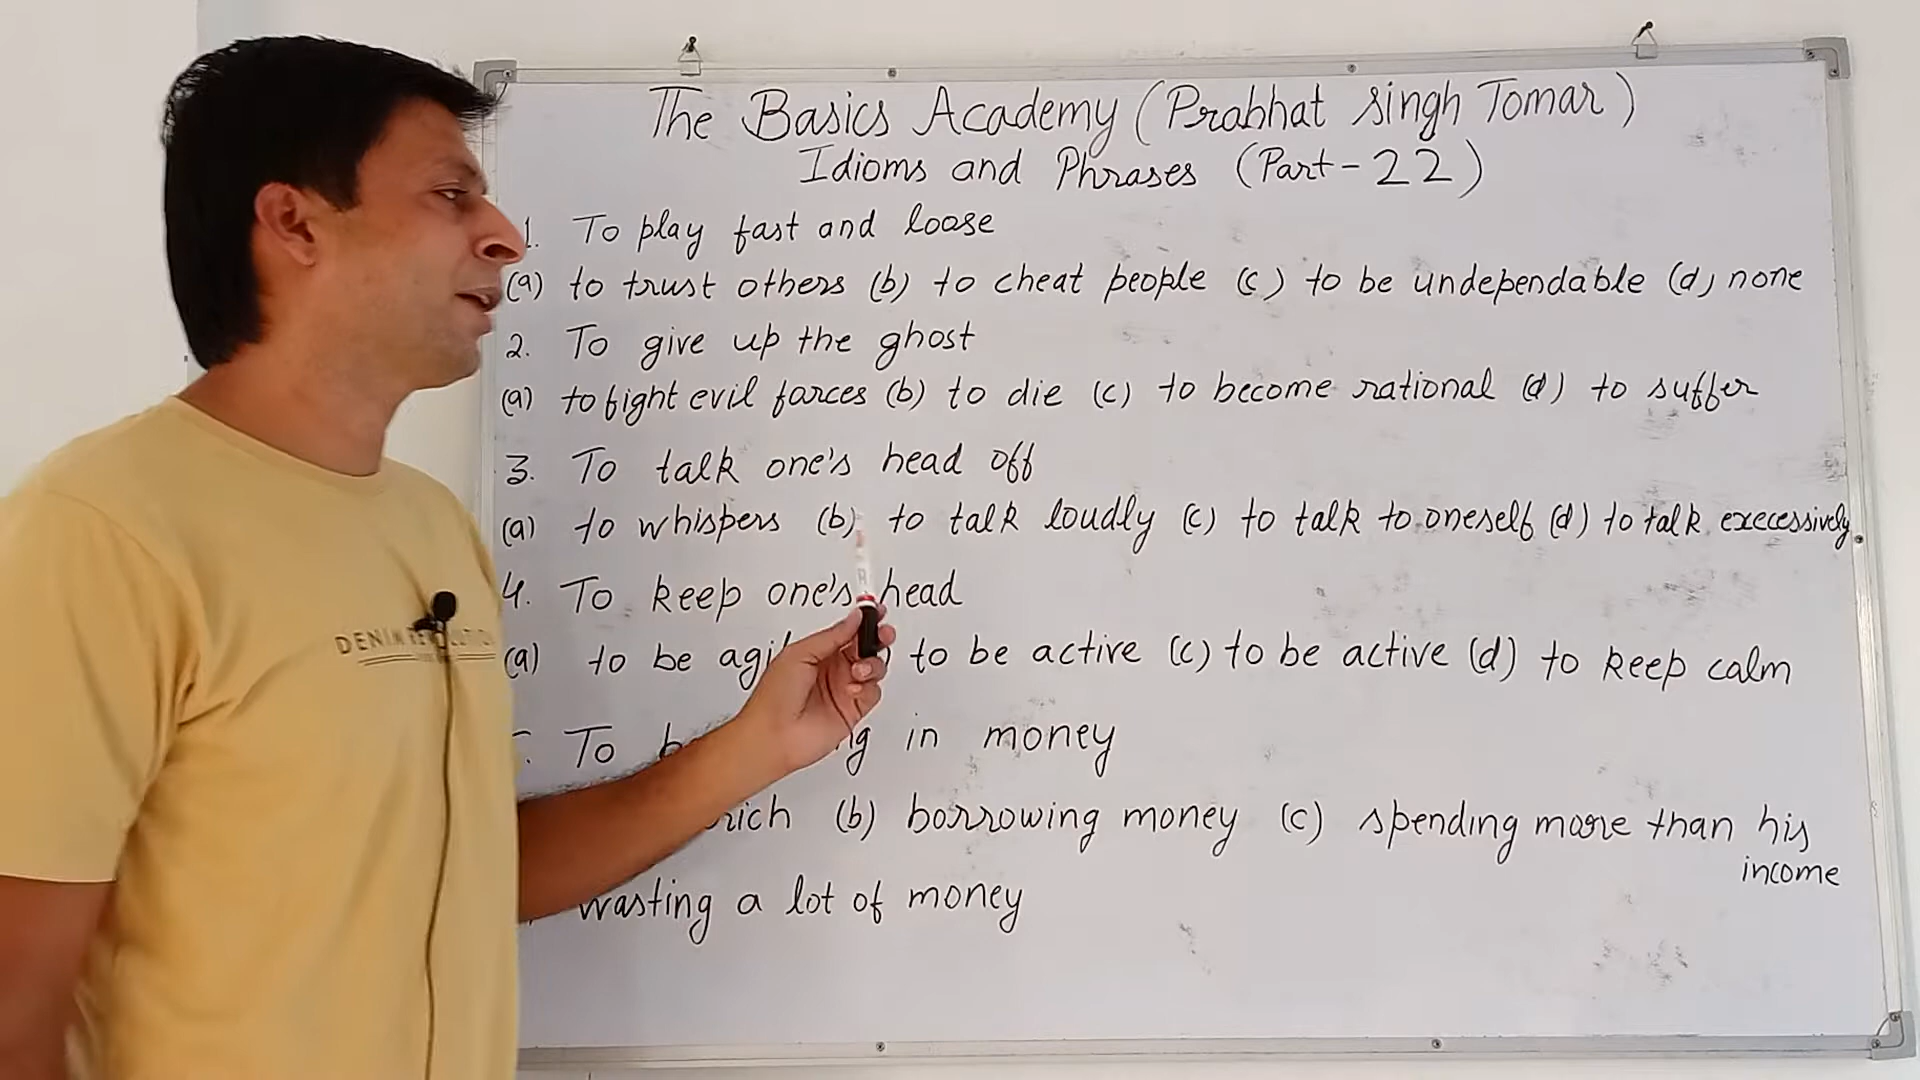 The Basics Academy (Prabhat singh Tomar)
Idioms and Phrases (Part-22)
1. To play fast and loose
(a) to trust others (b) to cheat people (c) to be undependable (d) none
2. To give up the ghost
(a) to fight evil forces (b) to die (c) to become rational (d) to suffer
3. To talk one's head off
(a) to whispers (b) to talk loudly (c) to talk to oneself (d) to talk execessively
4. To keep one's head
(a) to be to be active (c) to be active (d) to keep calm
To in money
rich (b) borrowing money (c) spending more than his
income
wasting a lot of money
DENIM